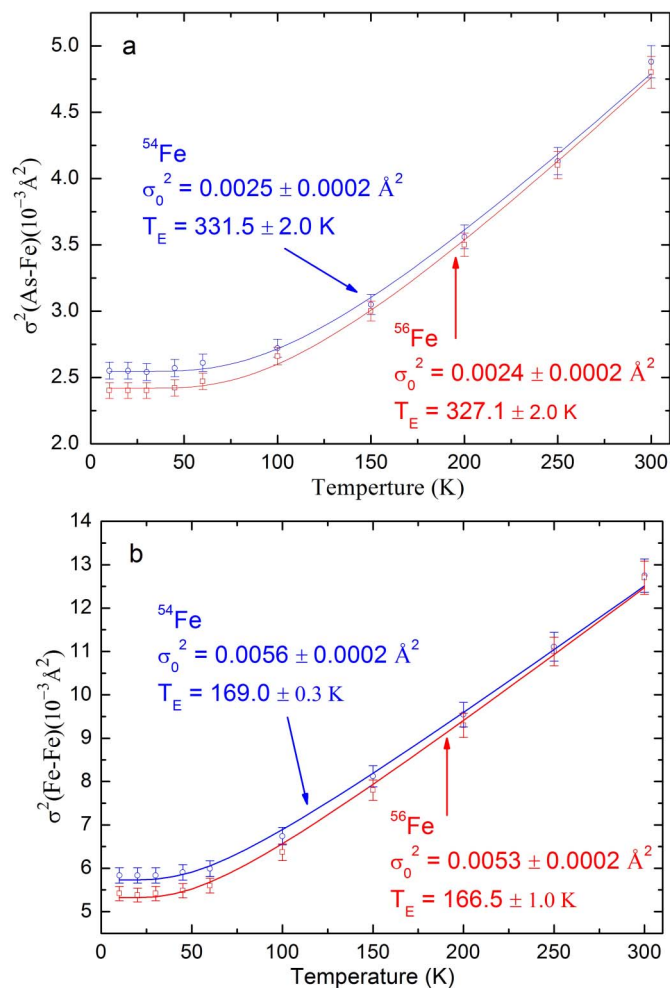 a
σ²(As-Fe)(10⁻³Å²)
5.0
4.5
4.0
3.5
3.0
2.5
2.0
⁵⁴Fe
σ₀² = 0.0025 ± 0.0002 Å²
T_E = 331.5 ± 2.0 K
⁵⁶Fe
σ₀² = 0.0024 ± 0.0002 Å²
T_E = 327.1 ± 2.0 K
0 50 100 150 200 250 300
Temperture (K)
b
σ²(Fe-Fe)(10⁻³Å²)
14
13
12
11
10
9
8
7
6
5
⁵⁴Fe
σ₀² = 0.0056 ± 0.0002 Å²
T_E = 169.0 ± 0.3 K
⁵⁶Fe
σ₀² = 0.0053 ± 0.0002 Å²
T_E = 166.5 ± 1.0 K
0 50 100 150 200 250 300
Temperature (K)